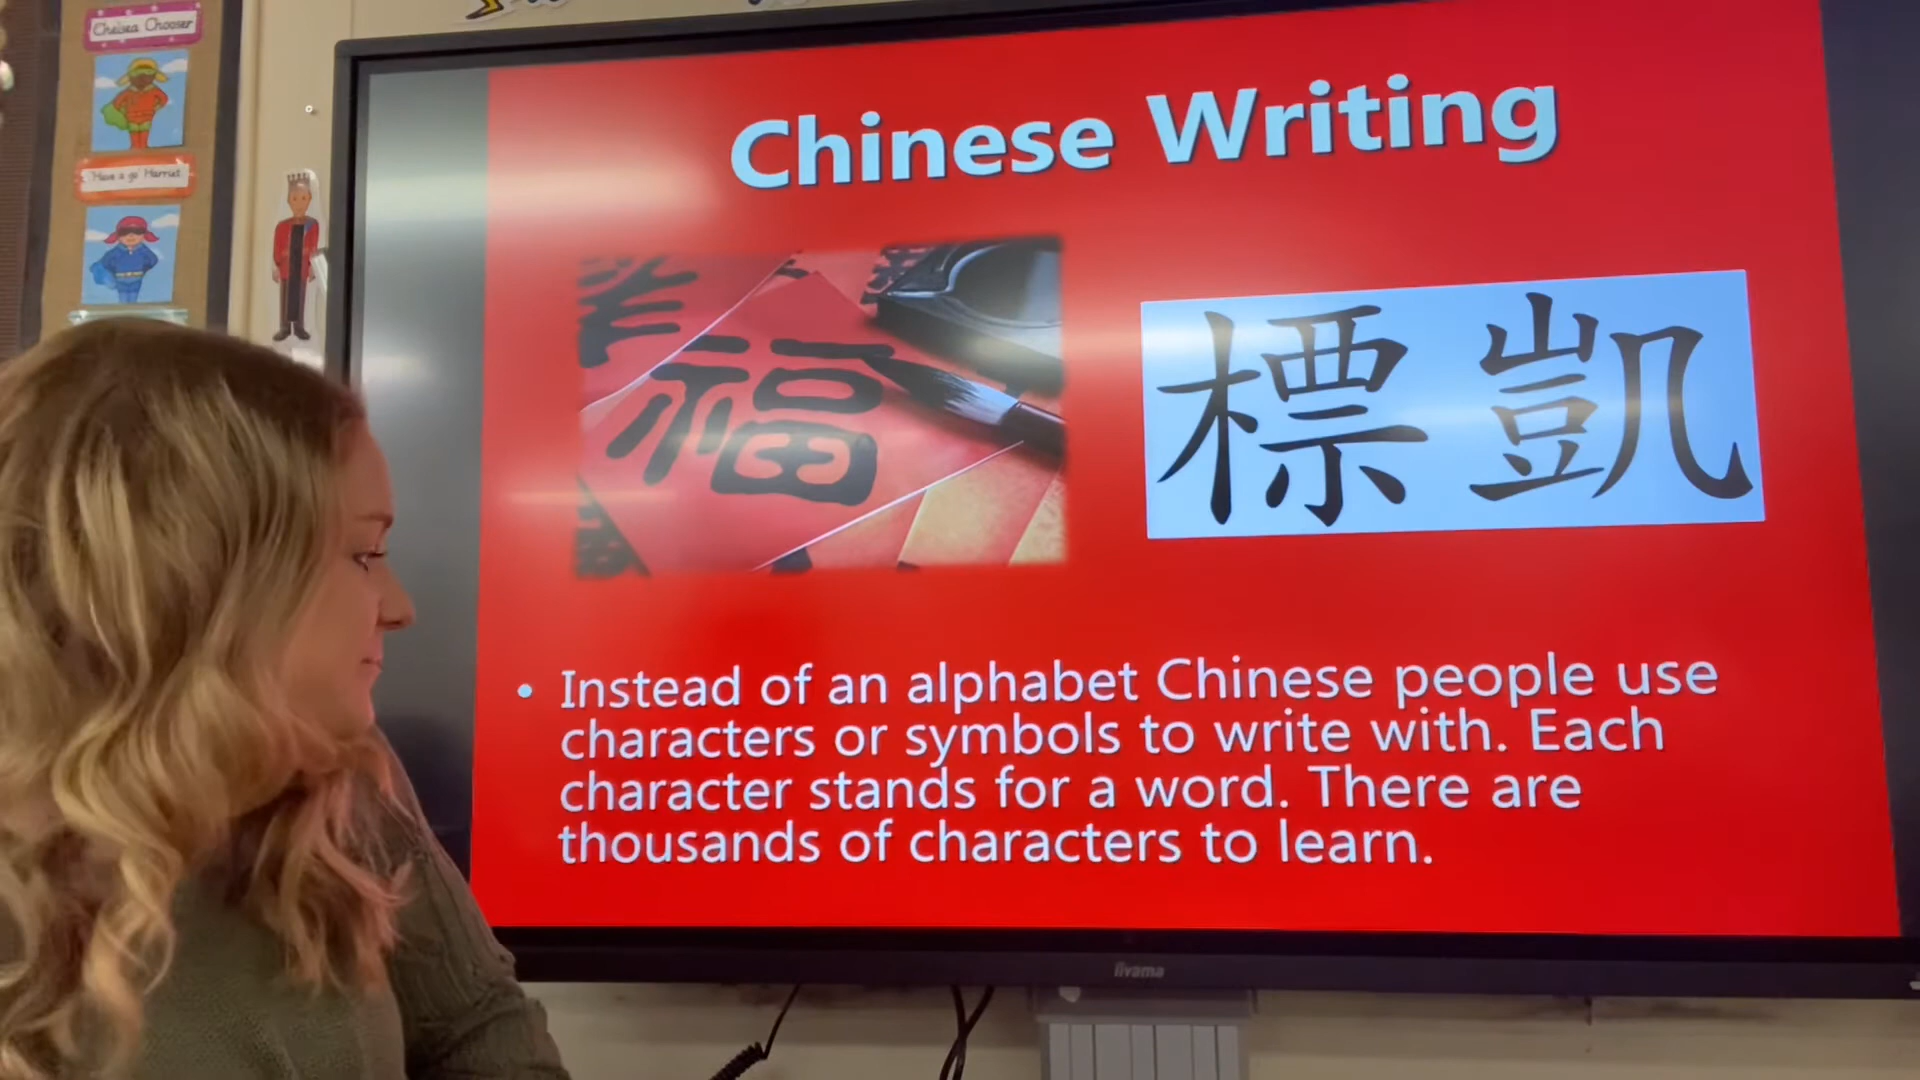 Chelsea Chooser
'Have a go' Harriet
Chinese Writing
福
標 凱
Instead of an alphabet Chinese people use
characters or symbols to write with. Each
character stands for a word. There are
thousands of characters to learn.
iiyama